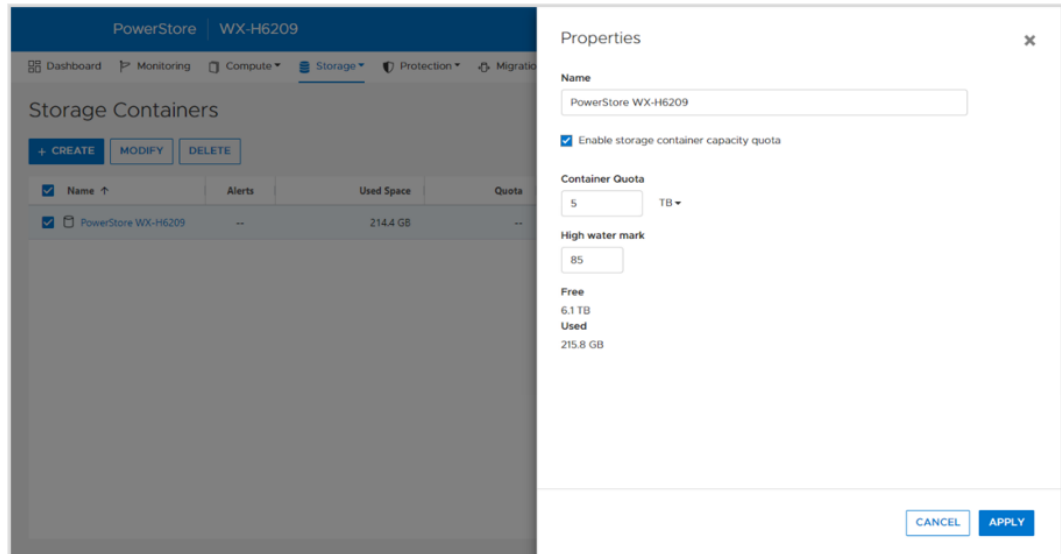 PowerStore WX-H6209
Dashboard Monitoring Compute Storage Protection Migratio
Storage Containers
+ CREATE MODIFY DELETE
Name ↑ Alerts Used Space Quota
PowerStore WX-H6209 -- 214.4 GB --
Properties
Name
PowerStore WX-H6209
Enable storage container capacity quota
Container Quota
5 TB
High water mark
85
Free
6.1 TB
Used
215.8 GB
CANCEL APPLY